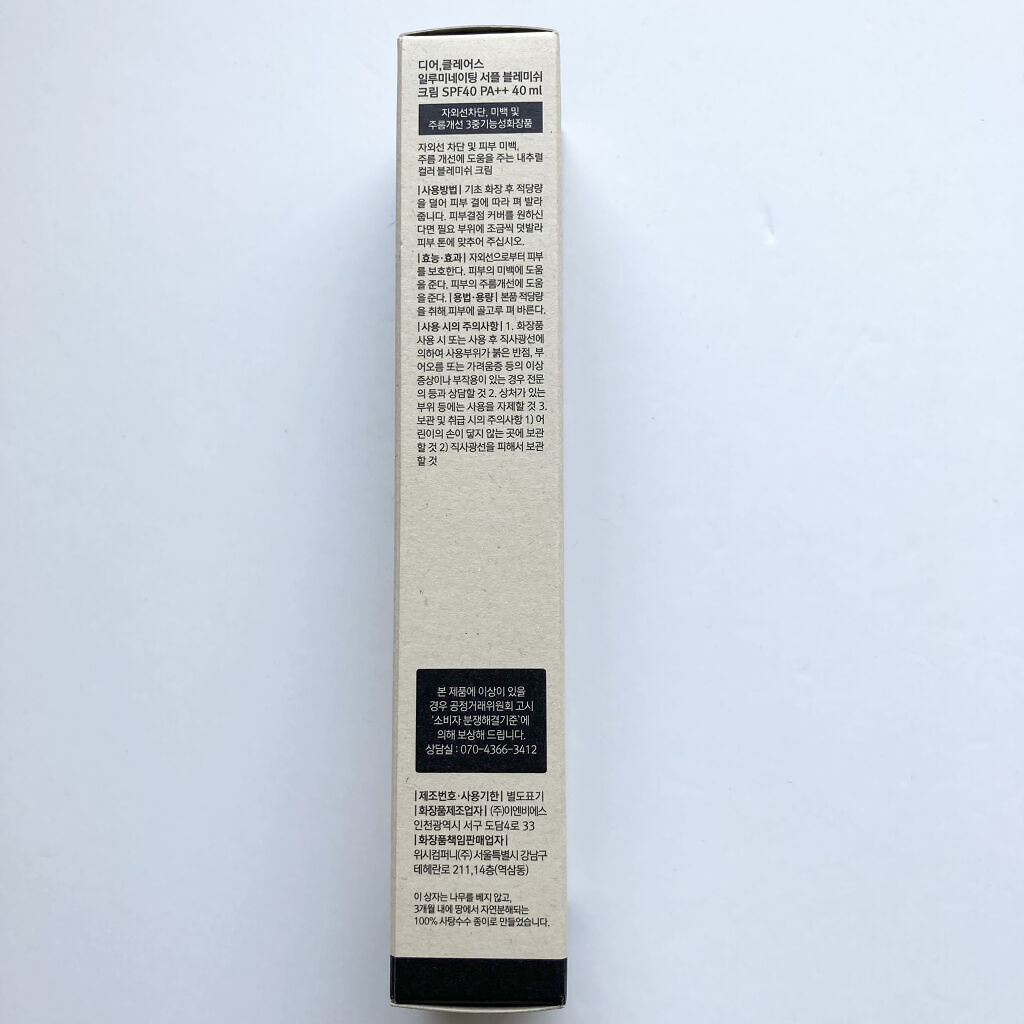 디어,클레어스
일루미네이팅 서플 블레미쉬
크림 SPF40 PA++ 40 ml
자외선차단, 미백 및
주름개선 3중기능성화장품
자외선 차단 및 피부 미백,
주름 개선에 도움을 주는 내추럴
컬러 블레미쉬 크림
|사용방법| 기초 화장 후 적당량
을 덜어 피부 결에 따라 펴 발라
줍니다. 피부결점 커버를 원하신
다면 필요 부위에 조금씩 덧발라
피부 톤에 맞추어 주십시오.
|효능·효과| 자외선으로부터 피부
를 보호한다. 피부의 미백에 도움
을 준다. 피부의 주름개선에 도움
을 준다. |용법·용량| 본품 적당량
을 취해 피부에 골고루 펴 바른다.
|사용 시의 주의사항| 1. 화장품
사용 시 또는 사용 후 직사광선에
의하여 사용부위가 붉은 반점, 부
어오름 또는 가려움증 등의 이상
증상이나 부작용이 있는 경우 전문
의 등과 상담할 것 2. 상처가 있는
부위 등에는 사용을 자제할 것 3.
보관 및 취급 시의 주의사항 1) 어
린이의 손이 닿지 않는 곳에 보관
할 것 2) 직사광선을 피해서 보관
할 것
본 제품에 이상이 있을
경우 공정거래위원회 고시
'소비자 분쟁해결기준'에
의해 보상해 드립니다.
상담실 : 070-4366-3412
|제조번호·사용기한| 별도표기
|화장품제조업자| (주)이엔비에스
인천광역시 서구 도담4로 33
|화장품책임판매업자|
위시컴퍼니(주) 서울특별시 강남구
테헤란로 211,14층(역삼동)
이 상자는 나무를 베지 않고,
3개월 내에 땅에서 자연분해되는
100% 사탕수수 종이로 만들었습니다.